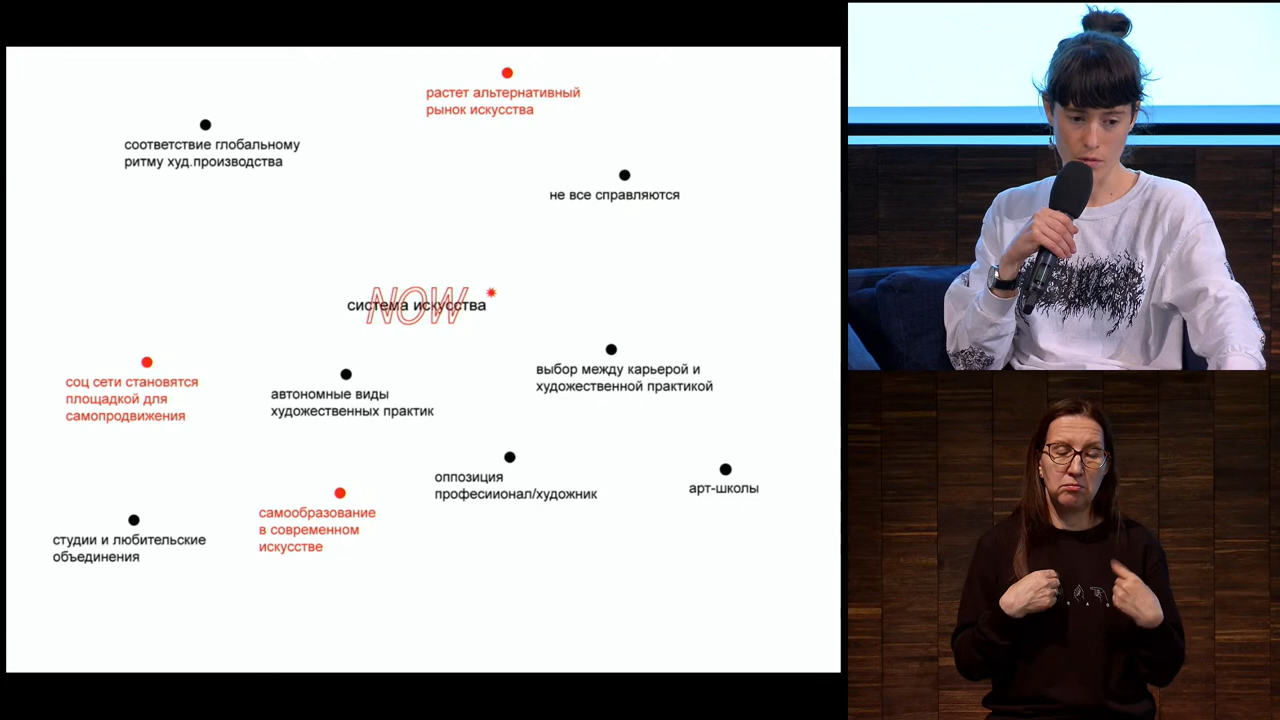 растет альтернативный
рынок искусства
соответствие глобальному
ритму худ.производства
не все справляются
NOW
система искусства
соц сети становятся
площадкой для
самопродвижения
автономные виды
художественных практик
выбор между карьерой и
художественной практикой
оппозиция
професиионал/художник
арт-школы
самообразование
в современном
искусстве
студии и любительские
объединения